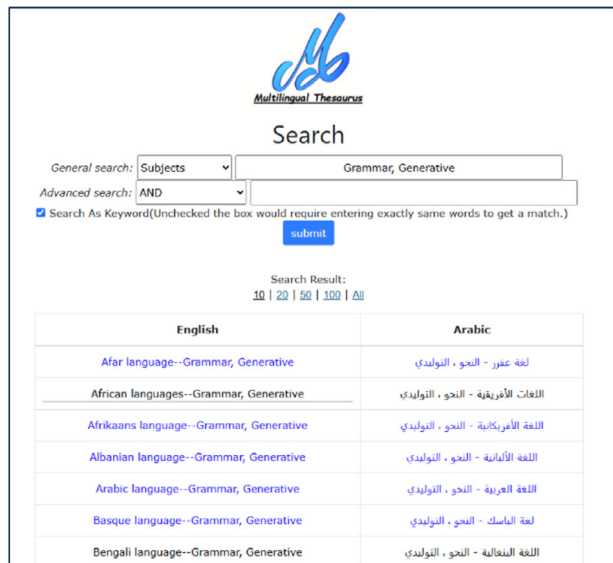 Multilingual Thesaurus
Search
General search: Subjects Grammar, Generative
Advanced search: AND
Search As Keyword(Unchecked the box would require entering exactly same words to get a match.)
submit
Search Result:
10 | 20 | 50 | 100 | All
English Arabic
Afar language--Grammar, Generative لغة عفرر - النحو ، التوليدي
African languages--Grammar, Generative اللغات الأفريقية - النحو ، التوليدي
Afrikaans language--Grammar, Generative اللغة الأفريكانية - النحو ، التوليدي
Albanian language--Grammar, Generative اللغة الألبانية - النحو ، التوليدي
Arabic language--Grammar, Generative اللغة العربية - النحو ، التوليدي
Basque language--Grammar, Generative لغة الباسك - النحو ، التوليدي
Bengali language--Grammar, Generative اللغة البنغالية - النحو ، التوليدي